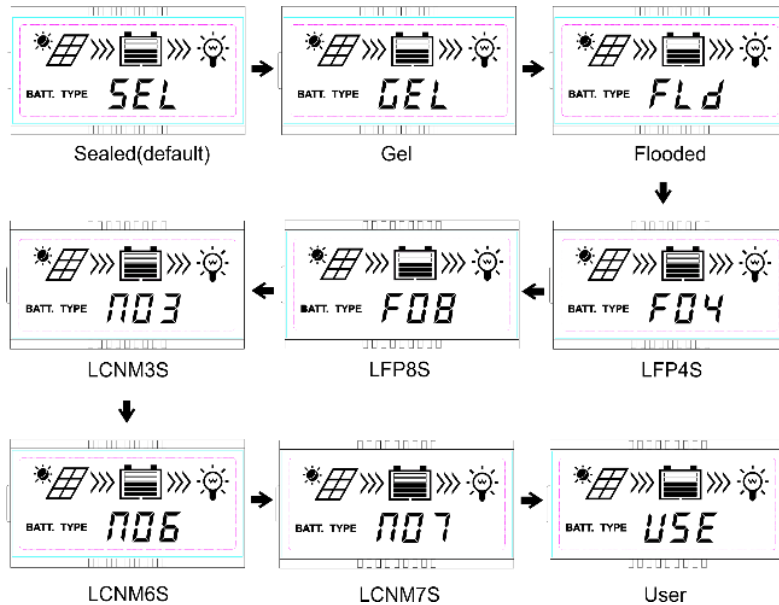 BATT. TYPE SEL
Sealed(default)
BATT. TYPE GEL
Gel
BATT. TYPE FLd
Flooded
BATT. TYPE F04
LFP4S
BATT. TYPE F08
LFP8S
BATT. TYPE N03
LCNM3S
BATT. TYPE N06
LCNM6S
BATT. TYPE N07
LCNM7S
BATT. TYPE USE
User